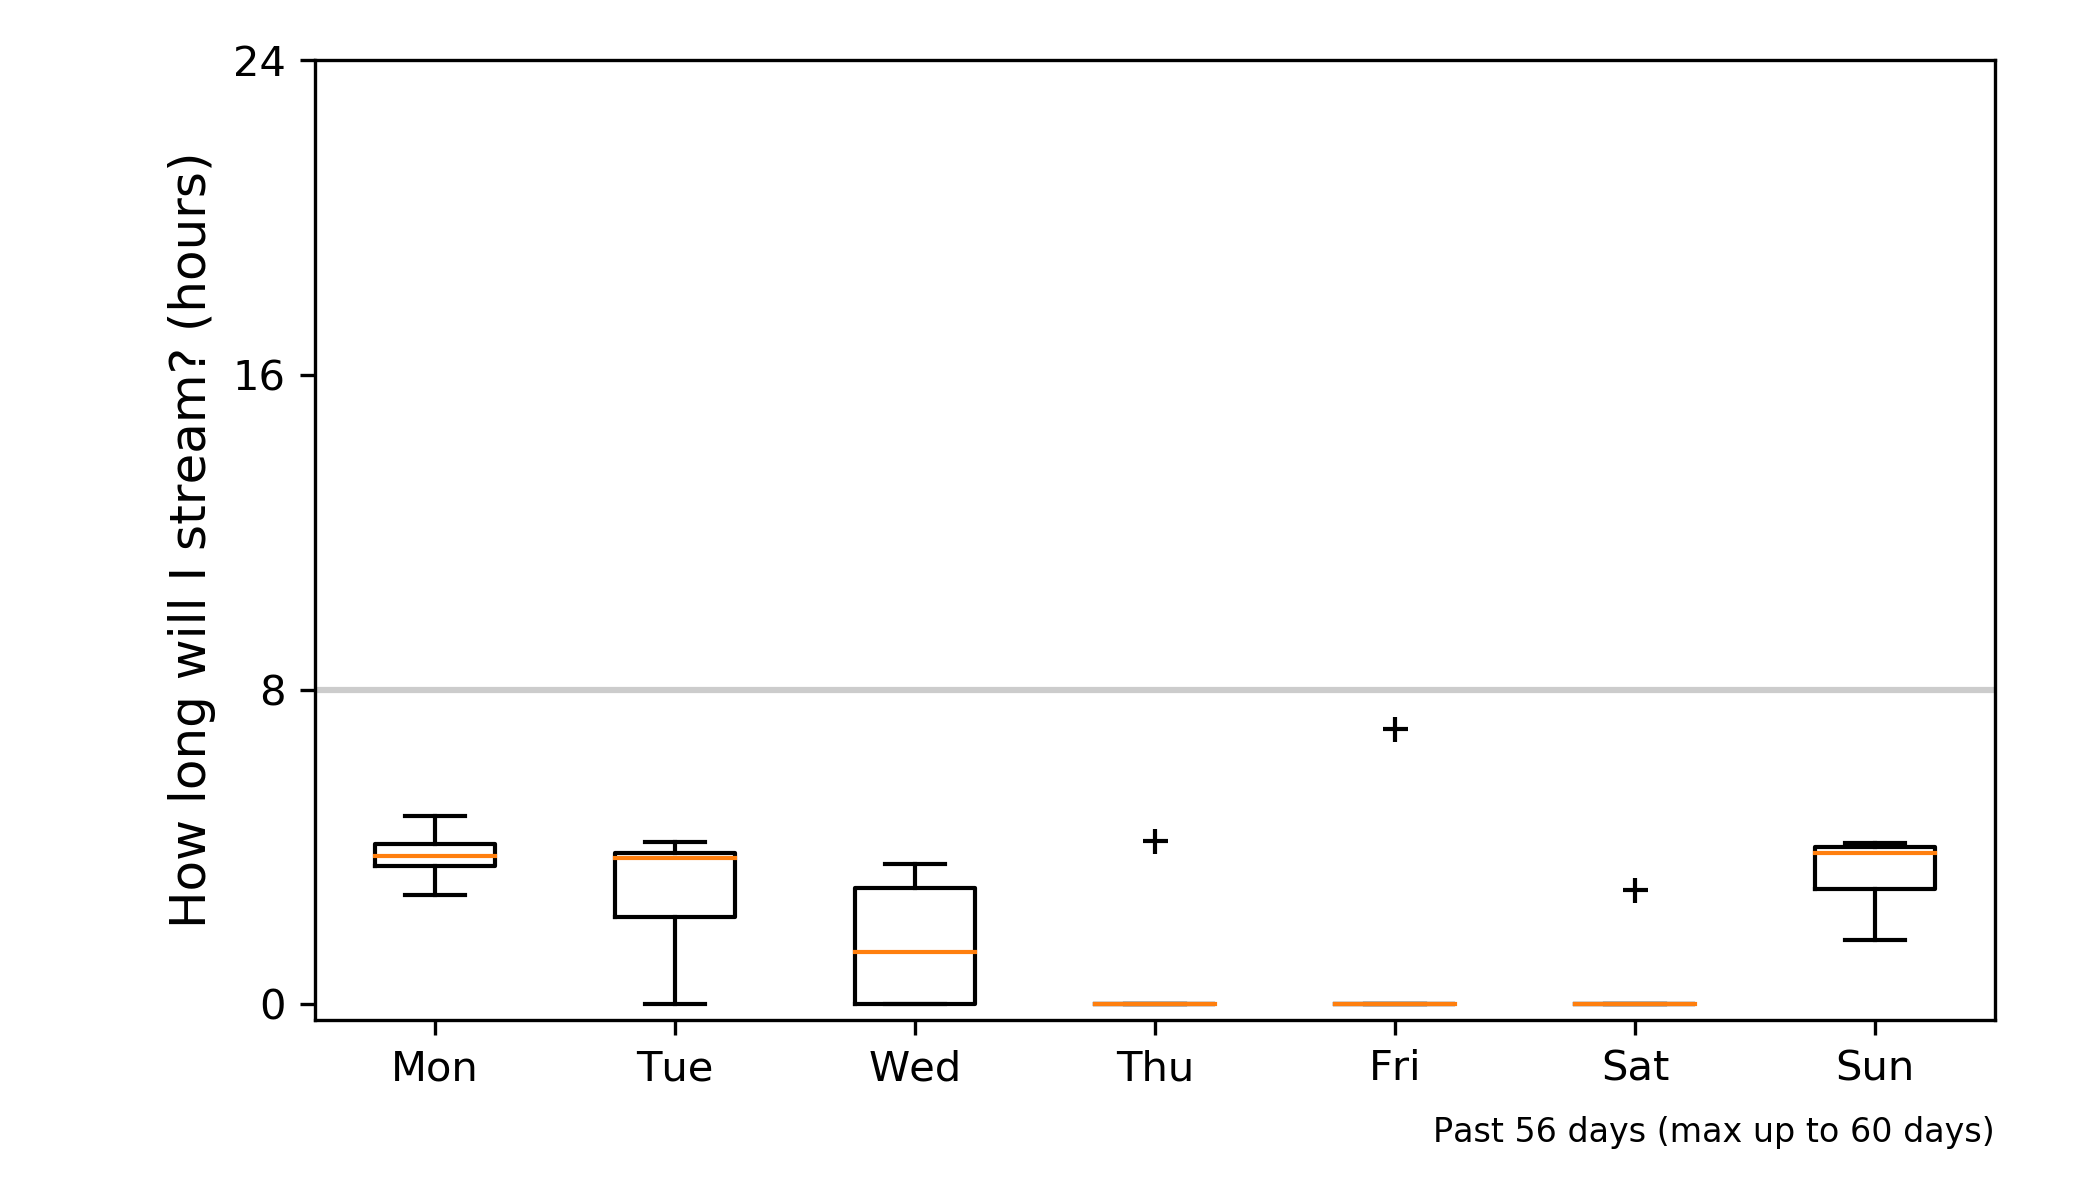 How long will I stream? (hours)
24
16
8
0
Mon Tue Wed Thu Fri Sat Sun
Past 56 days (max up to 60 days)